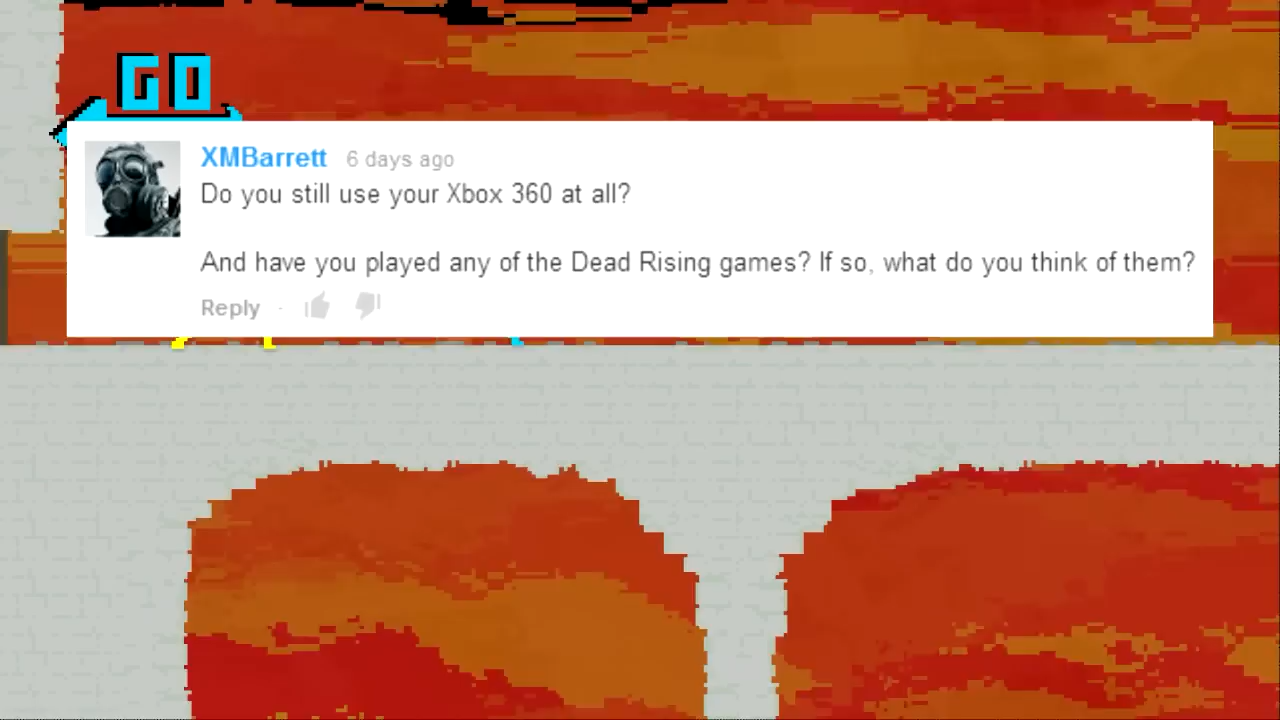 GO
XMBarrett 6 days ago
Do you still use your Xbox 360 at all?
And have you played any of the Dead Rising games? If so, what do you think of them?
Reply ·